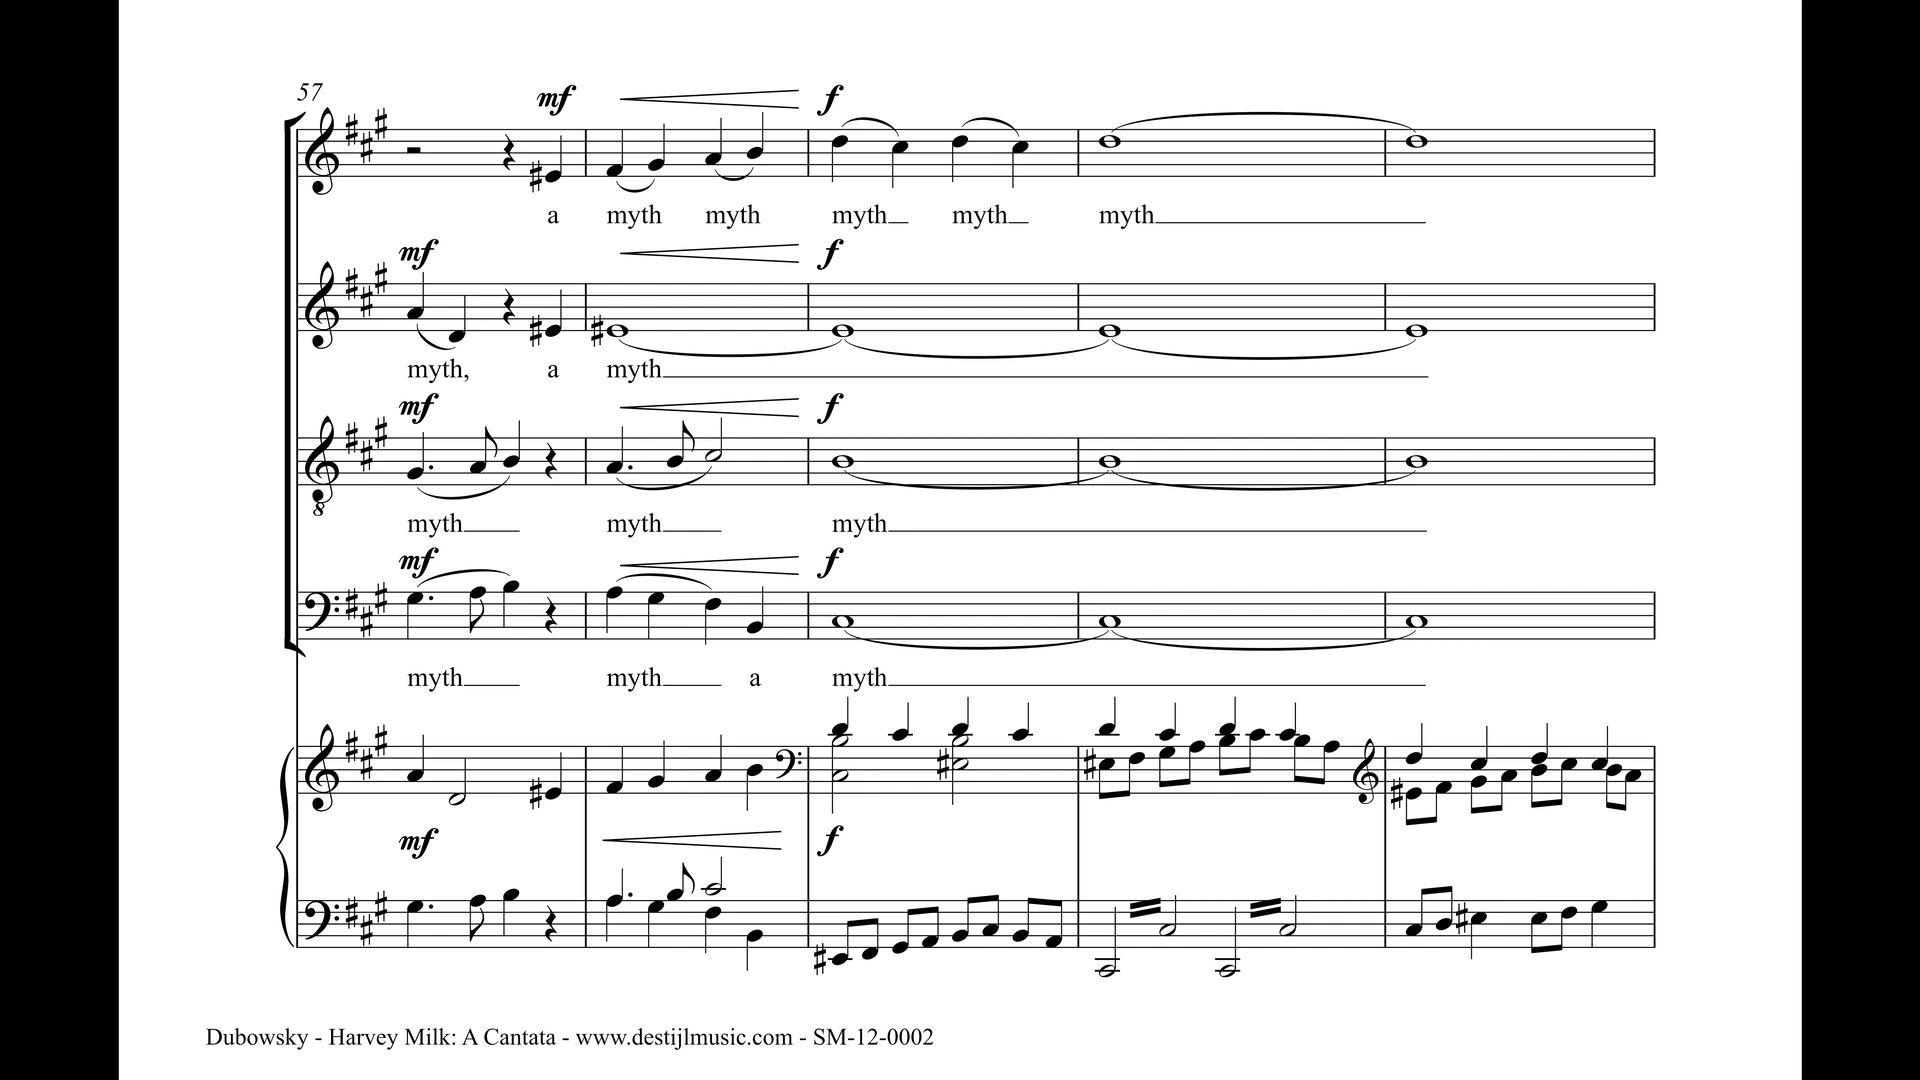 57
mf f
a myth myth myth myth myth
mf f
myth, a myth
mf f
8
myth myth myth
mf f
myth myth a myth
mf f
Dubowsky - Harvey Milk: A Cantata - www.destijlmusic.com - SM-12-0002